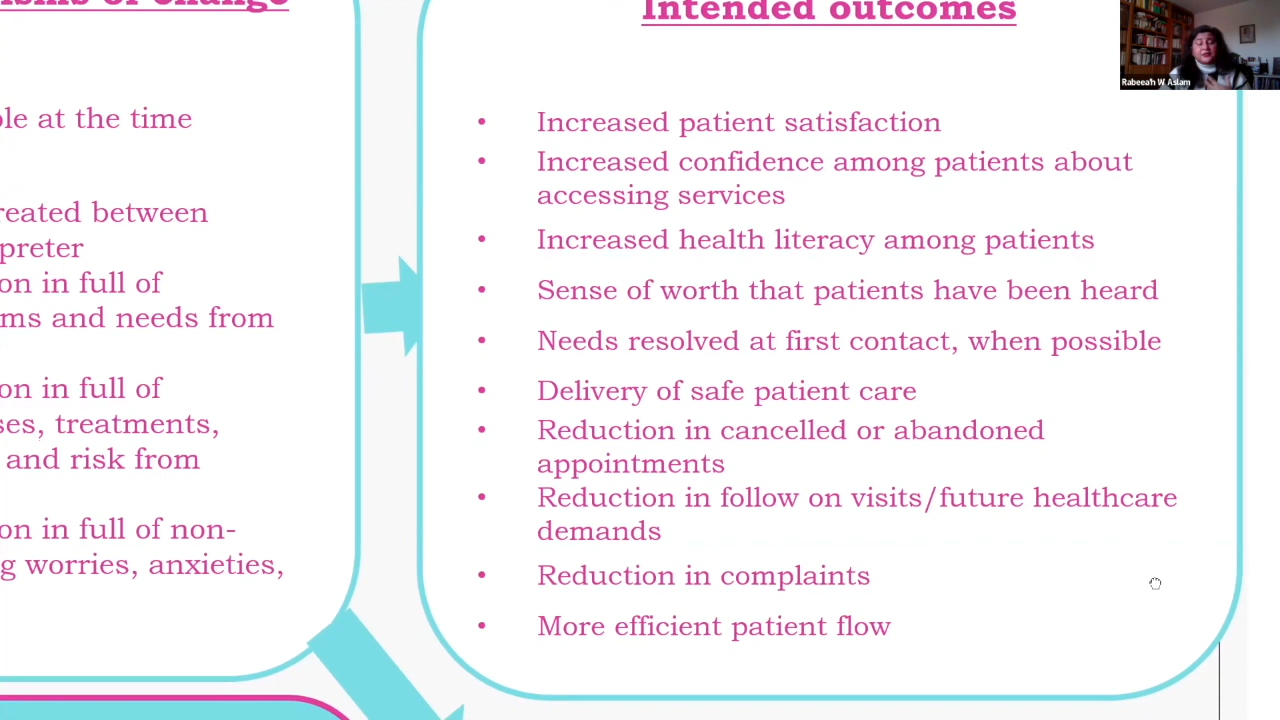 of change
ole at the time
reated between
preter
on in full of
ms and needs from
on in full of
ses, treatments,
and risk from
on in full of non-
g worries, anxieties,
Intended outcomes
• Increased patient satisfaction
• Increased confidence among patients about
accessing services
• Increased health literacy among patients
• Sense of worth that patients have been heard
• Needs resolved at first contact, when possible
• Delivery of safe patient care
• Reduction in cancelled or abandoned
appointments
• Reduction in follow on visits/future healthcare
demands
• Reduction in complaints
• More efficient patient flow
Rabeea'h W. Aslam